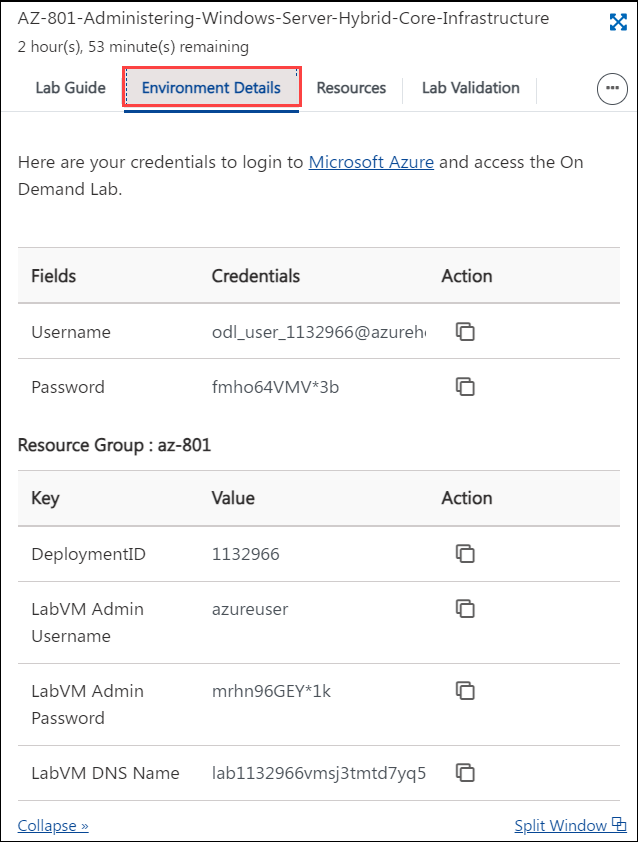 AZ-801-Administering-Windows-Server-Hybrid-Core-Infrastructure
2 hour(s), 53 minute(s) remaining
Lab Guide Environment Details Resources Lab Validation
Here are your credentials to login to Microsoft Azure and access the On
Demand Lab.
Fields Credentials Action
Username odl_user_1132966@azureh
Password fmho64VMV*3b
Resource Group : az-801
Key Value Action
DeploymentID 1132966
LabVM Admin azureuser
Username
LabVM Admin mrhn96GEY*1k
Password
LabVM DNS Name lab1132966vmsj3tmtd7yq5
Collapse » Split Window